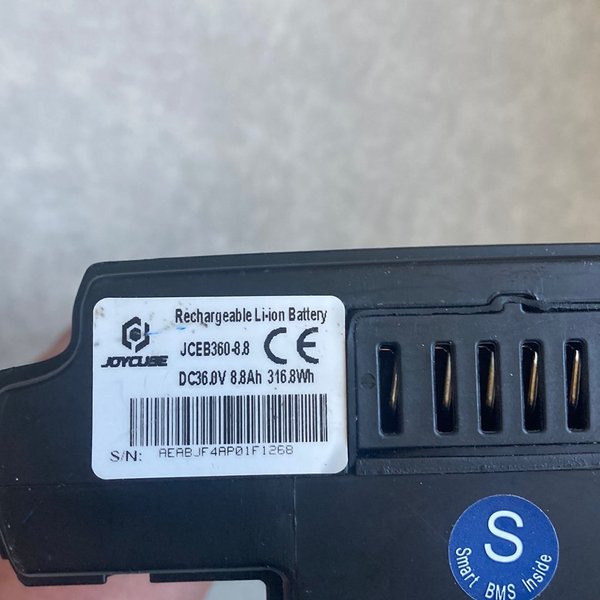 Rechargeable Li-ion Battery
JOYCUBE
JCEB360-8.8
CE
DC36.0V 8.8Ah 316.8Wh
S/N: AEABJF4AP01F1268
S
Smart BMS Inside